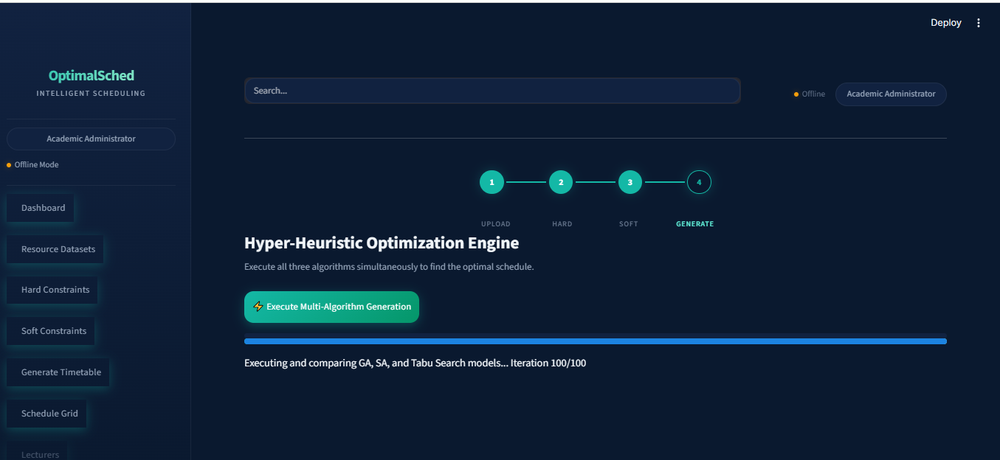 Deploy
OptimalSched
INTELLIGENT SCHEDULING
Academic Administrator
Offline Mode
Dashboard
Resource Datasets
Hard Constraints
Soft Constraints
Generate Timetable
Schedule Grid
Lecturers
Search...
Offline
Academic Administrator
1 2 3 4
UPLOAD HARD SOFT GENERATE
Hyper-Heuristic Optimization Engine
Execute all three algorithms simultaneously to find the optimal schedule.
⚡ Execute Multi-Algorithm Generation
Executing and comparing GA, SA, and Tabu Search models... Iteration 100/100